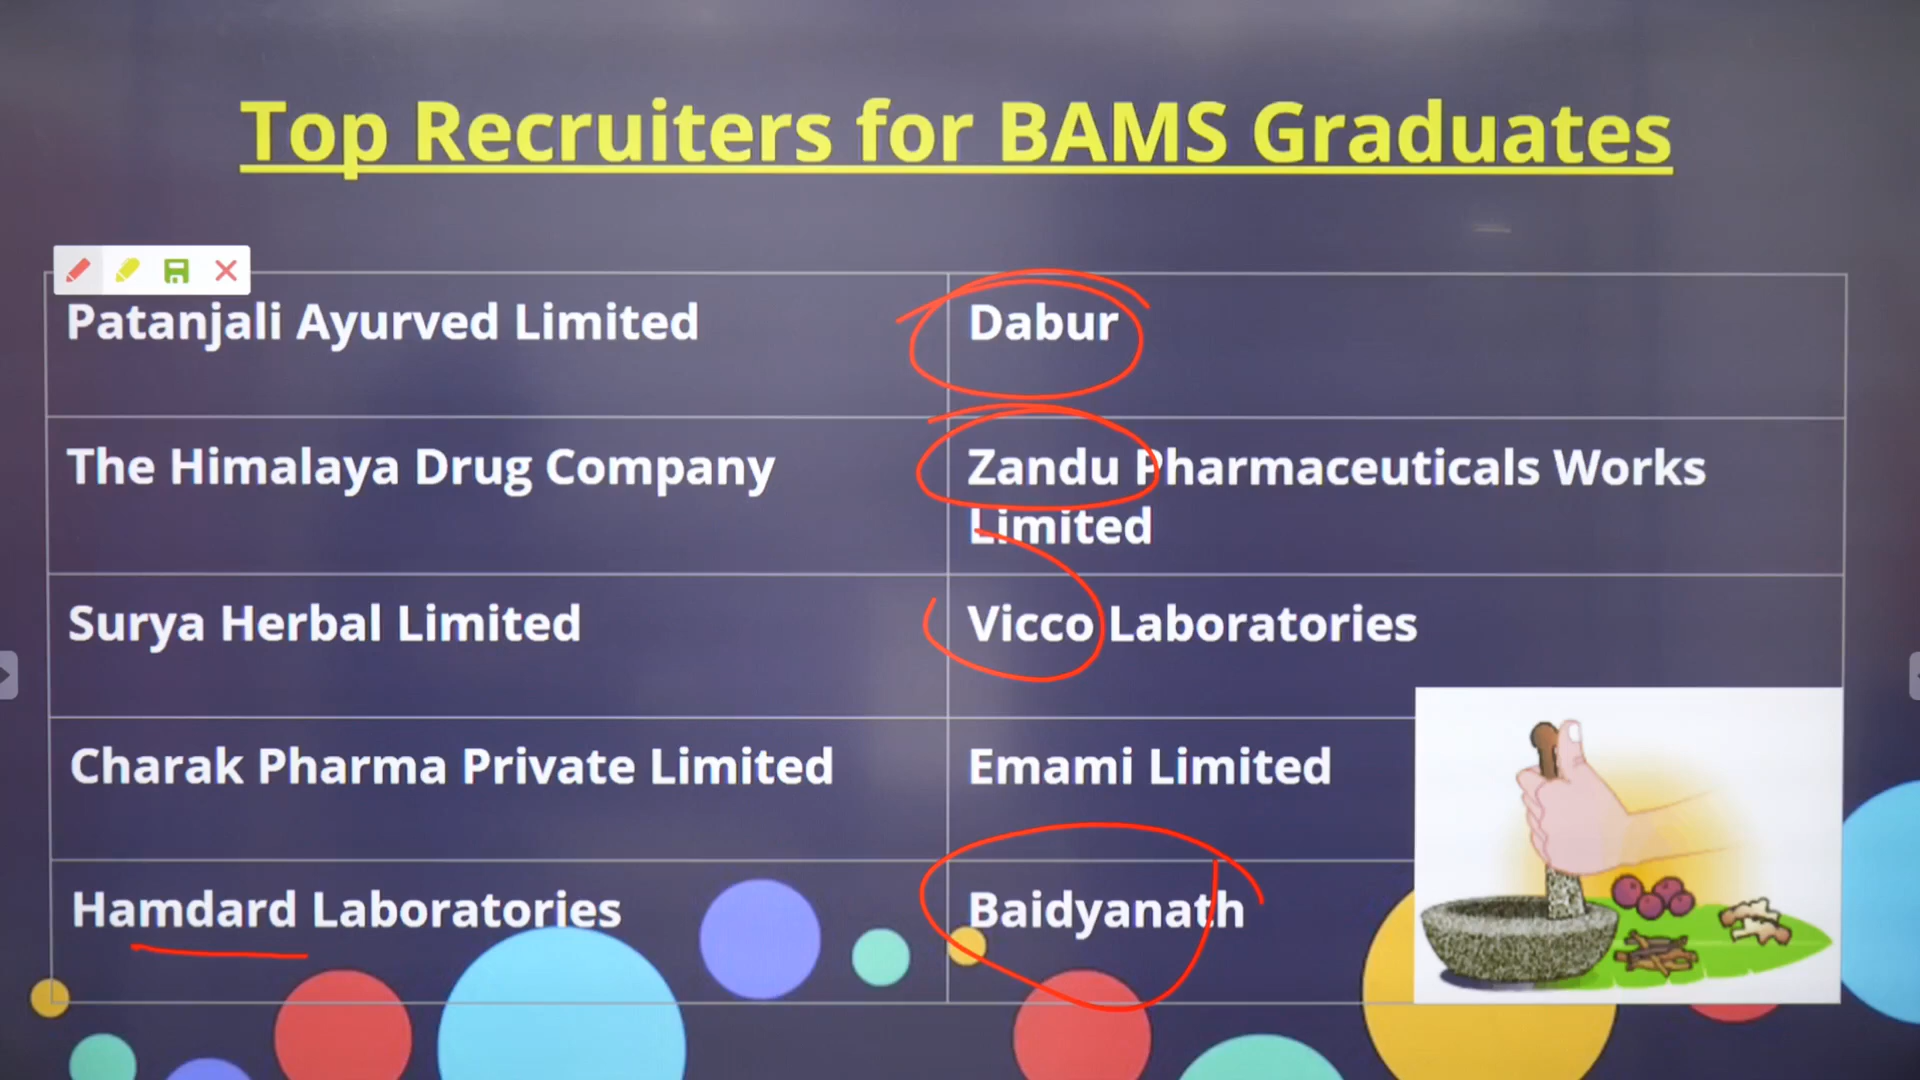 Top Recruiters for BAMS Graduates
Patanjali Ayurved Limited
Dabur
The Himalaya Drug Company
Zandu Pharmaceuticals Works
Limited
Surya Herbal Limited
Vicco Laboratories
Charak Pharma Private Limited
Emami Limited
Hamdard Laboratories
Baidyanath